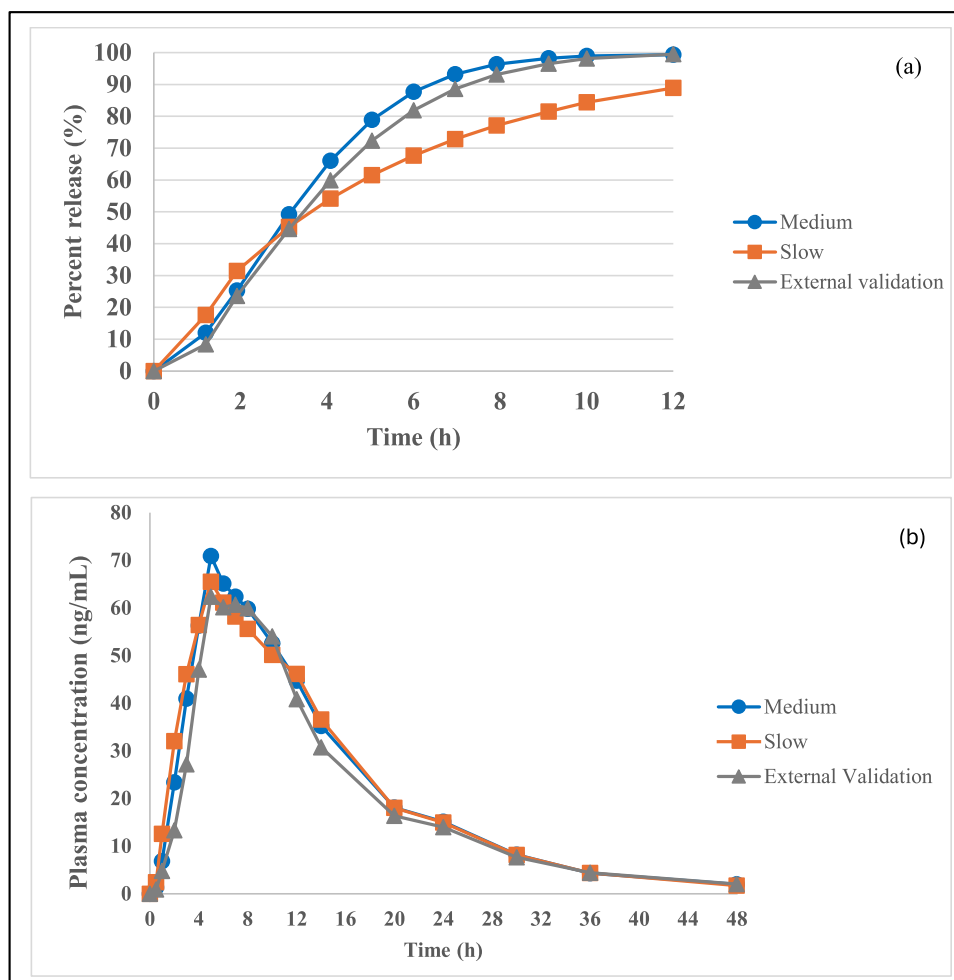 (a)
Percent release (%)
100
90
80
70
60
50
40
30
20
10
0
0 2 4 6 8 10 12
Time (h)
Medium
Slow
External validation
(b)
Plasma concentration (ng/mL)
80
70
60
50
40
30
20
10
0
0 4 8 12 16 20 24 28 32 36 40 44 48
Time (h)
Medium
Slow
External Validation